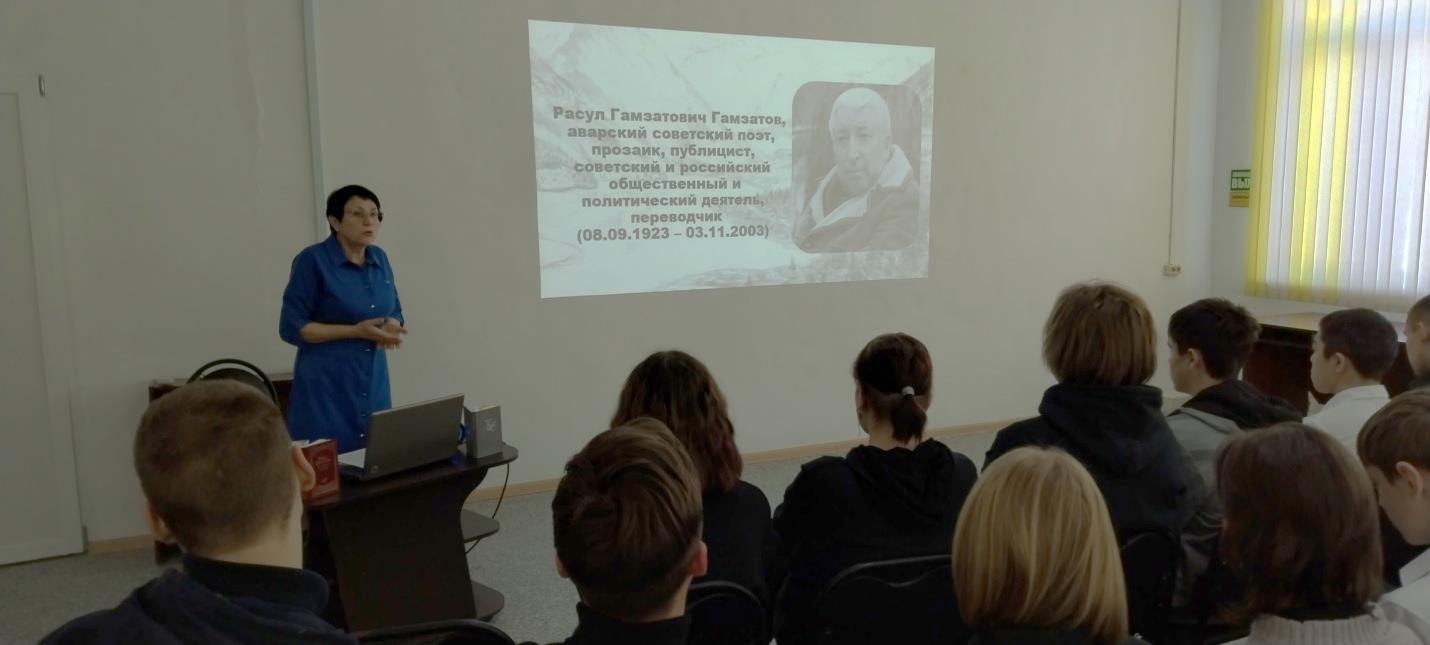 Расул Гамзатович Гамзатов,
аварский советский поэт,
прозаик, публицист,
советский и российский
общественный и
политический деятель,
переводчик
(08.09.1923 – 03.11.2003)